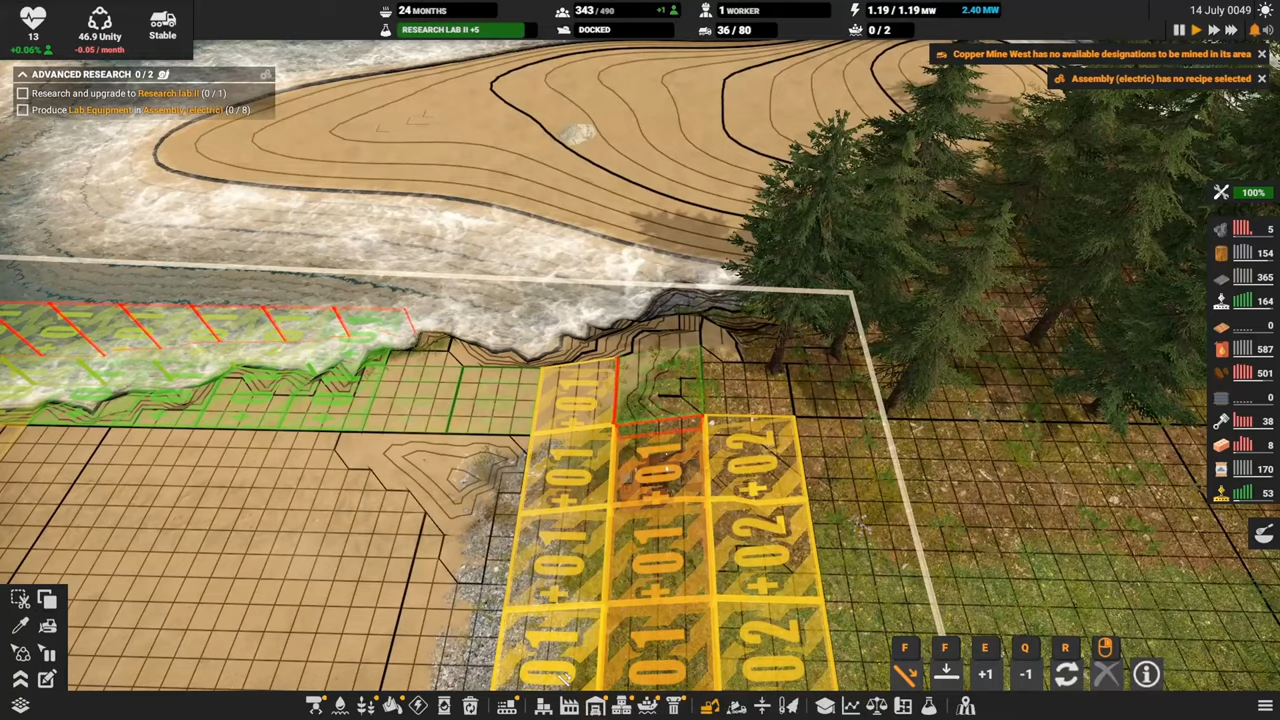 13
+0.06%
46.9 Unity
-0.05 / month
Stable
24 MONTHS
RESEARCH LAB II +5
343 / 490
+1
DOCKED
1 WORKER
36 / 80
1.19 / 1.19 MW
2.40 MW
0 / 2
14 July 0049
Copper Mine West has no available designations to be mined in its area
Assembly (electric) has no recipe selected
ADVANCED RESEARCH 0 / 2
Research and upgrade to Research lab II (0 / 1)
Produce Lab Equipment in Assembly (electric) (0 / 8)
100%
5
154
365
164
0
587
501
0
38
8
170
53
+01
+01 +01 +02
+01 +01 +02
01 01 02
F F E Q R
+1 -1